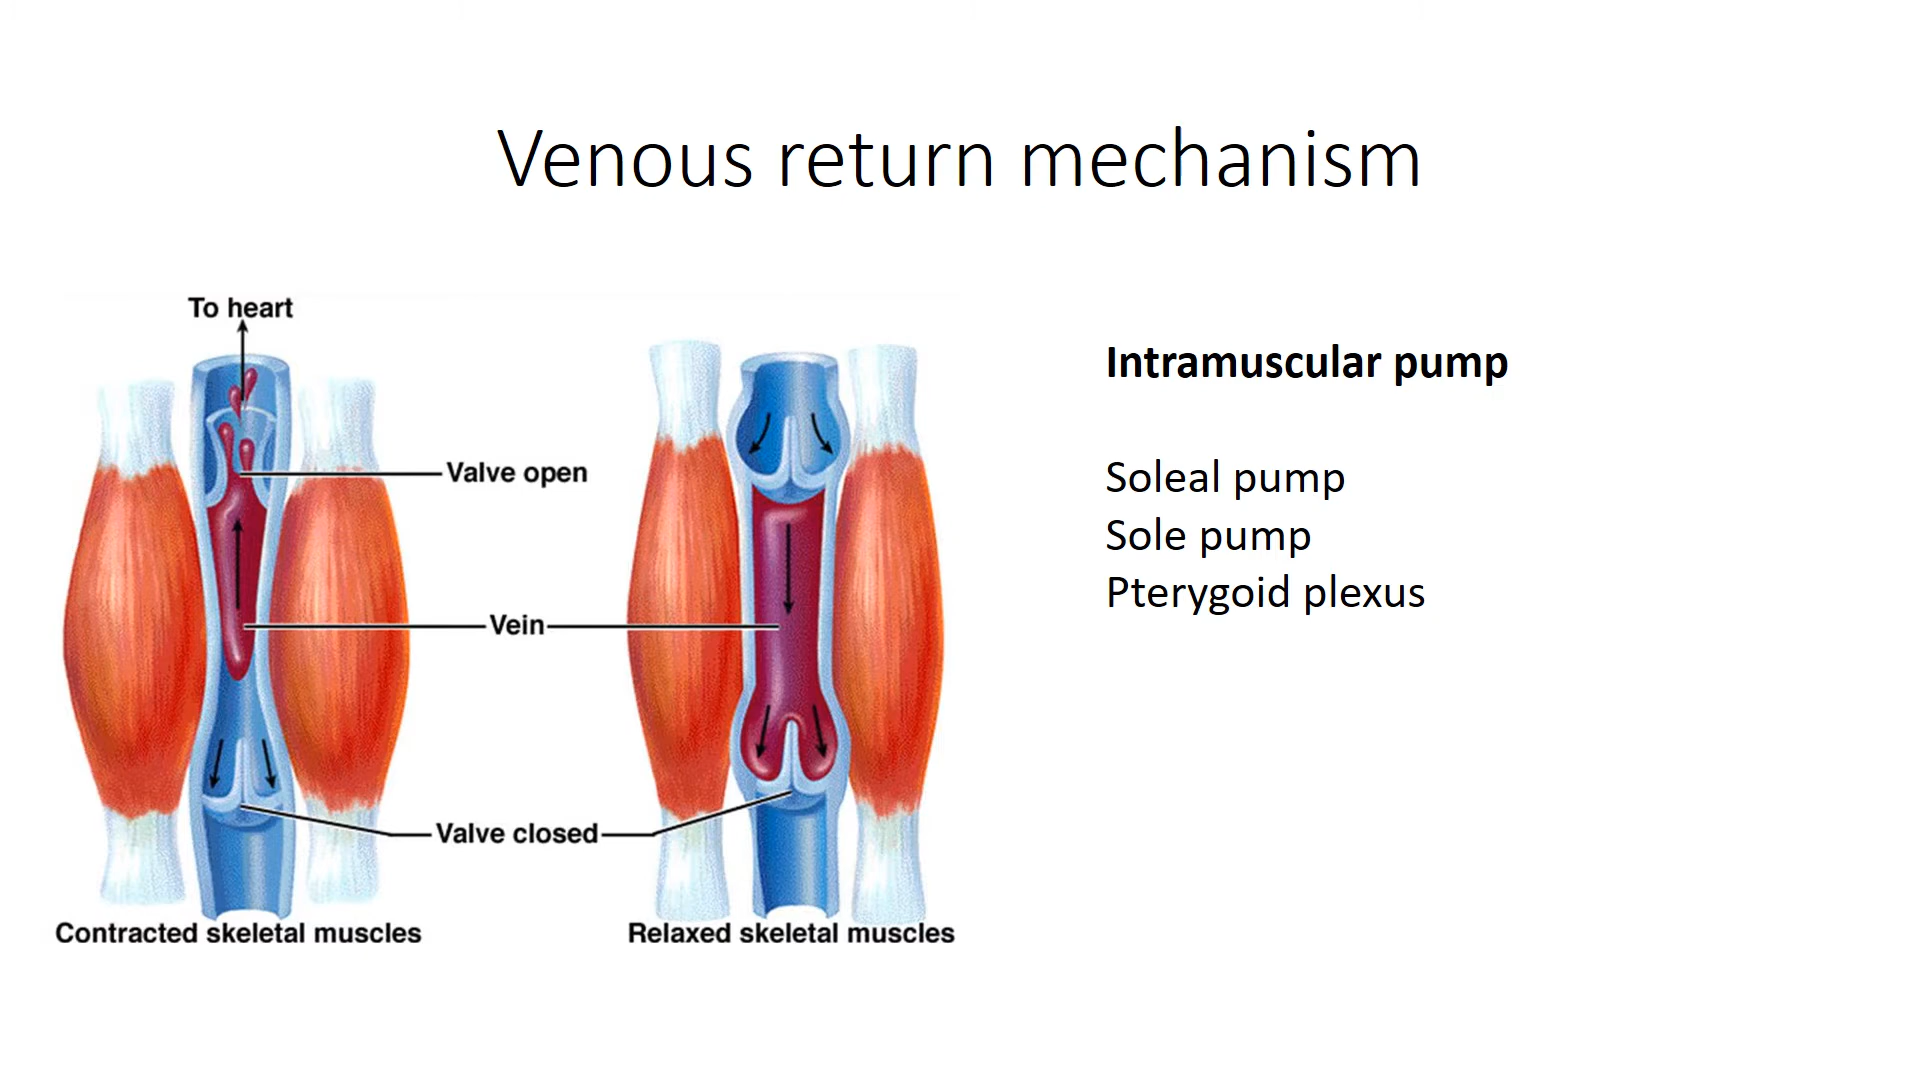 Venous return mechanism
To heart
Valve open
Vein
Valve closed
Contracted skeletal muscles
Relaxed skeletal muscles
Intramuscular pump
Soleal pump
Sole pump
Pterygoid plexus